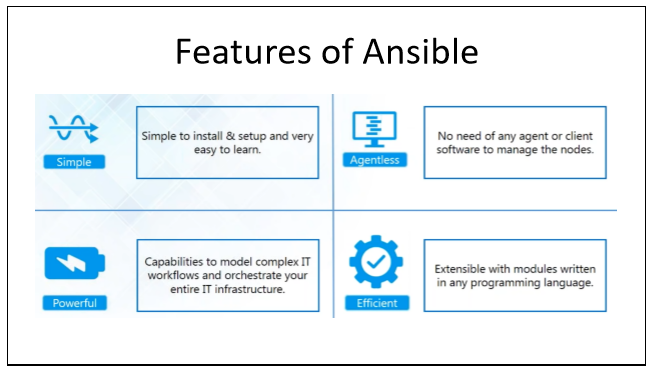 Features of Ansible
Simple
Simple to install & setup and very
easy to learn.
Agentless
No need of any agent or client
software to manage the nodes.
Powerful
Capabilities to model complex IT
workflows and orchestrate your
entire IT infrastructure.
Efficient
Extensible with modules written
in any programming language.